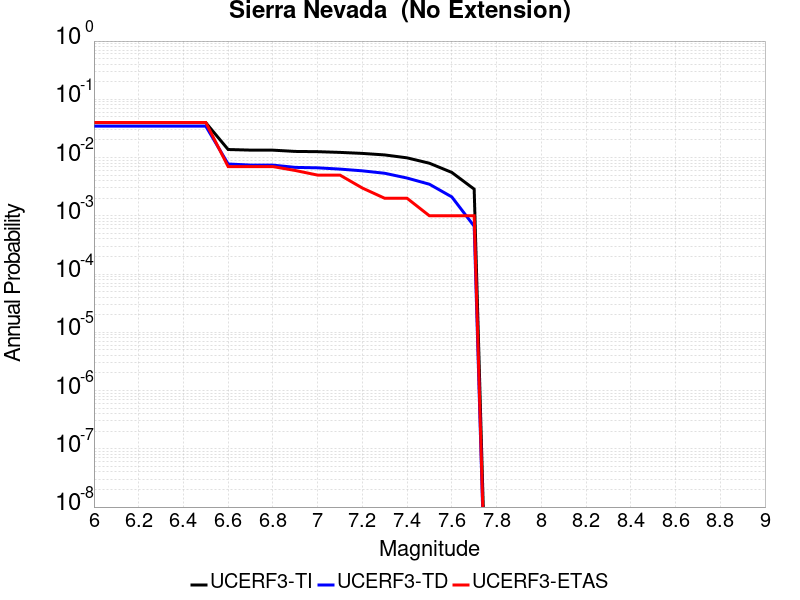 Sierra Nevada (No Extension)
10^0
10^-1
10^-2
10^-3
10^-4
10^-5
10^-6
10^-7
10^-8
Annual Probability
6 6.2 6.4 6.6 6.8 7 7.2 7.4 7.6 7.8 8 8.2 8.4 8.6 8.8 9
Magnitude
UCERF3-TI UCERF3-TD UCERF3-ETAS